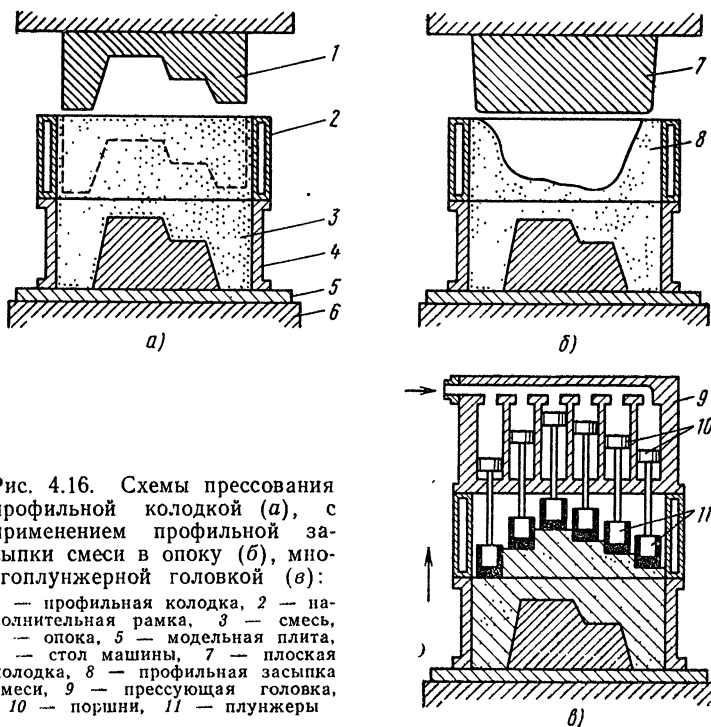 1
2
3
4
5
6
а)
7
8
б)
9
10
11
в)
Рис. 4.16. Схемы прессования
профильной колодкой (а), с
применением профильной за-
сыпки смеси в опоку (б), мно-
гоплунжерной головкой (в):
— профильная колодка, 2 — на-
полнительная рамка, 3 — смесь,
— опока, 5 — модельная плита,
— стол машины, 7 — плоская
колодка, 8 — профильная засыпка
смеси, 9 — прессующая головка,
10 — поршни, 11 — плунжеры